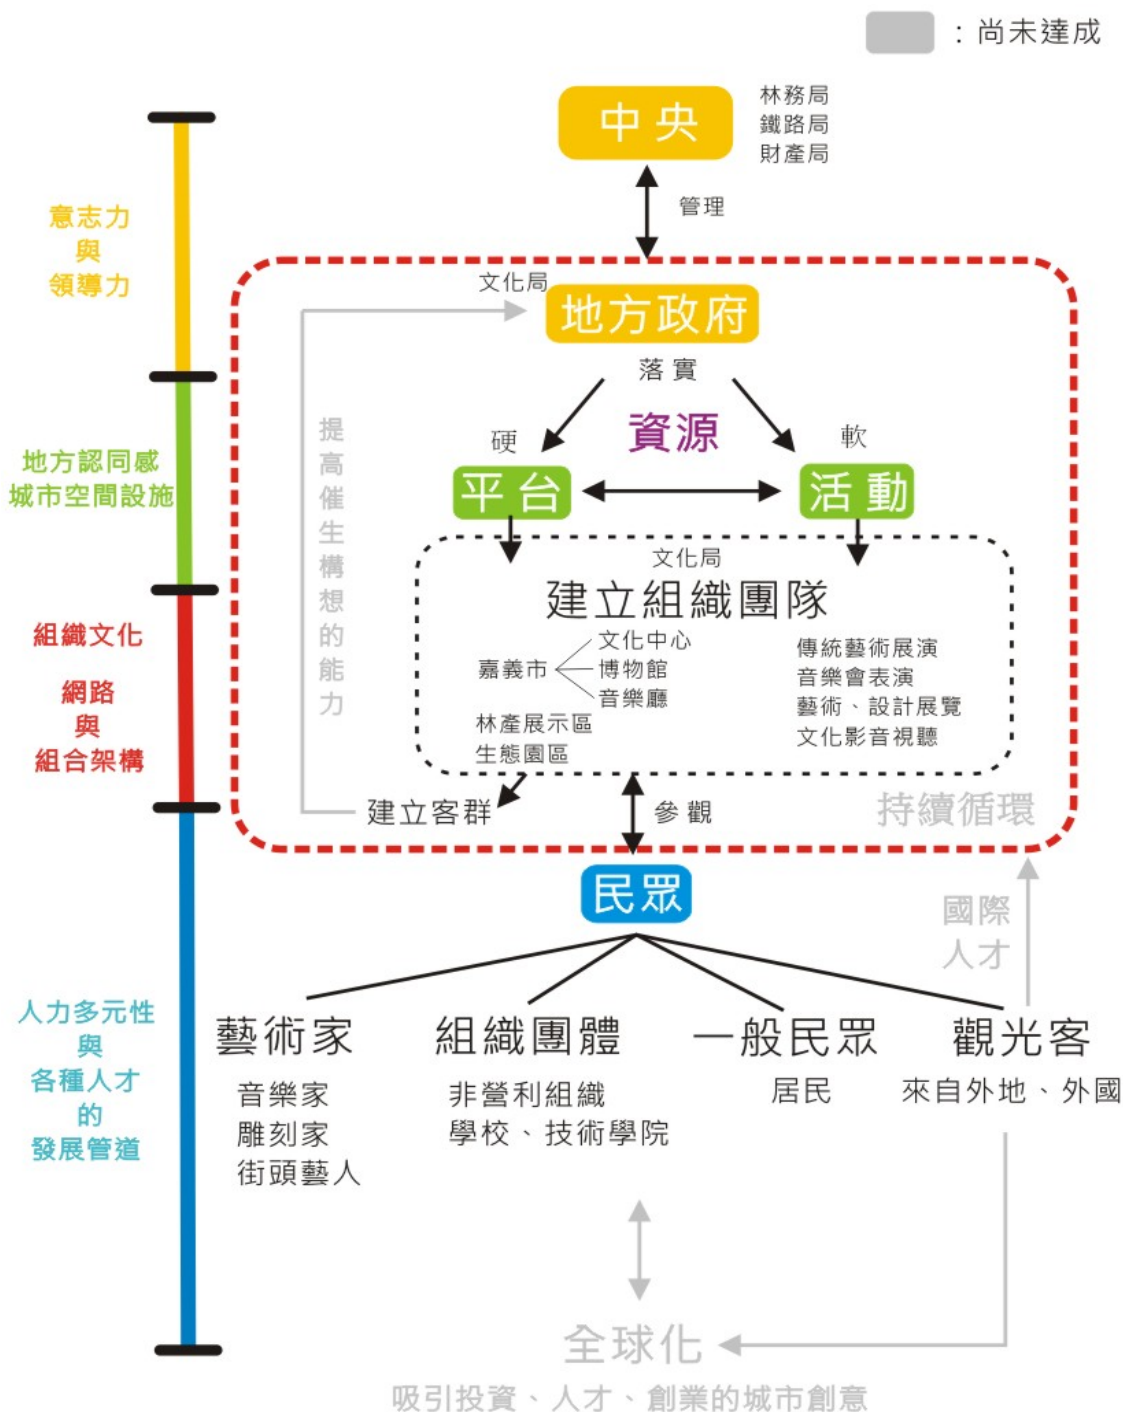 ：尚未達成
中央
林務局
鐵路局
財產局
管理
意志力
與
領導力
文化局
地方政府
落實
資源
硬
軟
平台
活動
提高催生構想的能力
地方認同感
城市空間設施
文化局
建立組織團隊
嘉義市
文化中心
博物館
音樂廳
林產展示區
生態園區
傳統藝術展演
音樂會表演
藝術、設計展覽
文化影音視聽
組織文化
網路
與
組合架構
建立客群
參觀
持續循環
民眾
國際
人才
人力多元性
與
各種人才
的
發展管道
藝術家
音樂家
雕刻家
街頭藝人
組織團體
非營利組織
學校、技術學院
一般民眾
居民
觀光客
來自外地、外國
全球化
吸引投資、人才、創業的城市創意